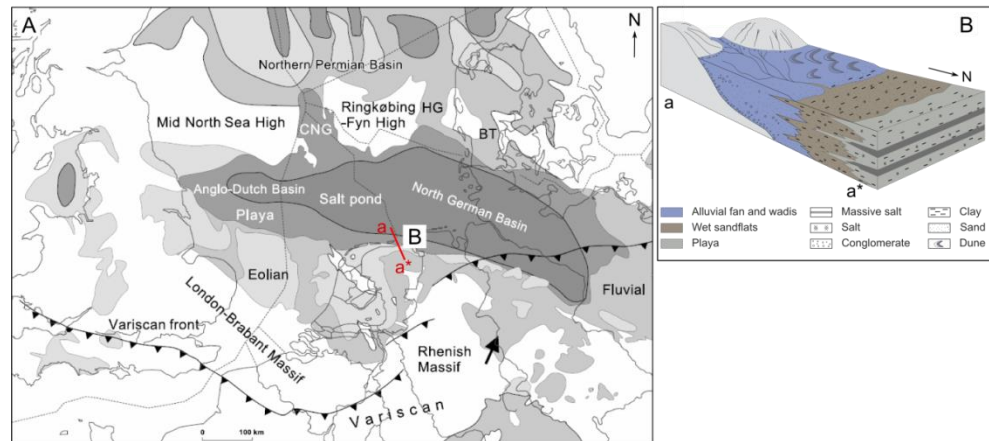 A
N
Northern Permian Basin
Mid North Sea High
CNG
Ringkøbing
-Fyn High
HG
BT
Anglo-Dutch Basin
Playa
Salt pond
North German Basin
a
B
a*
Eolian
Fluvial
London-Brabant Massif
Variscan front
Rhenish
Massif
Variscan
0 100 km
B
N
a
a*
Alluvial fan and wadis
Wet sandflats
Playa
Massive salt
Salt
Conglomerate
Clay
Sand
Dune